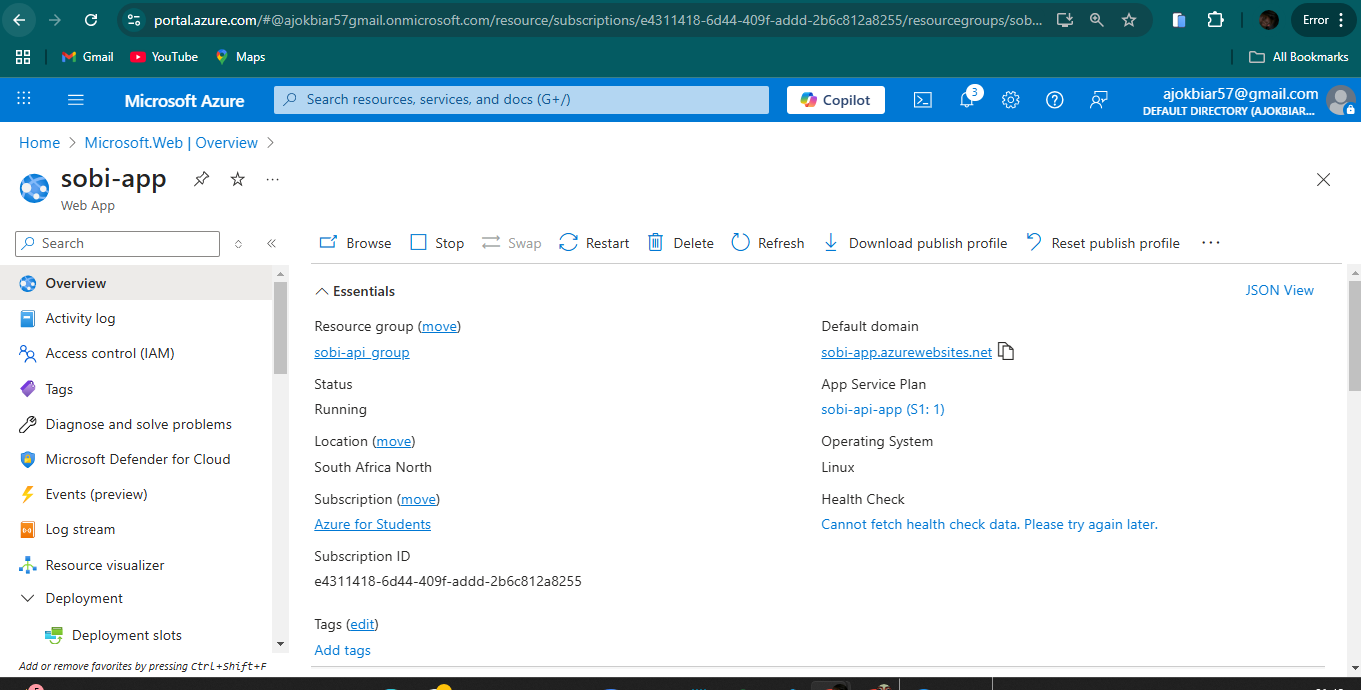 portal.azure.com/#@ajokbiar57gmail.onmicrosoft.com/resource/subscriptions/e4311418-6d44-409f-addd-2b6c812a8255/resourcegroups/sob...
Error
Gmail
YouTube
Maps
All Bookmarks
Microsoft Azure
Search resources, services, and docs (G+/)
Copilot
3
ajokbiar57@gmail.com
DEFAULT DIRECTORY (AJOKBIAR...
Home > Microsoft.Web | Overview >
sobi-app
...
Web App
Search
Browse
Stop
Swap
Restart
Delete
Refresh
Download publish profile
Reset publish profile
...
Overview
Activity log
Access control (IAM)
Tags
Diagnose and solve problems
Microsoft Defender for Cloud
Events (preview)
Log stream
Resource visualizer
Deployment
Deployment slots
Add or remove favorites by pressing Ctrl+Shift+F
Essentials
JSON View
Resource group (move)
sobi-api_group
Status
Running
Location (move)
South Africa North
Subscription (move)
Azure for Students
Subscription ID
e4311418-6d44-409f-addd-2b6c812a8255
Default domain
sobi-app.azurewebsites.net
App Service Plan
sobi-api-app (S1: 1)
Operating System
Linux
Health Check
Cannot fetch health check data. Please try again later.
Tags (edit)
Add tags